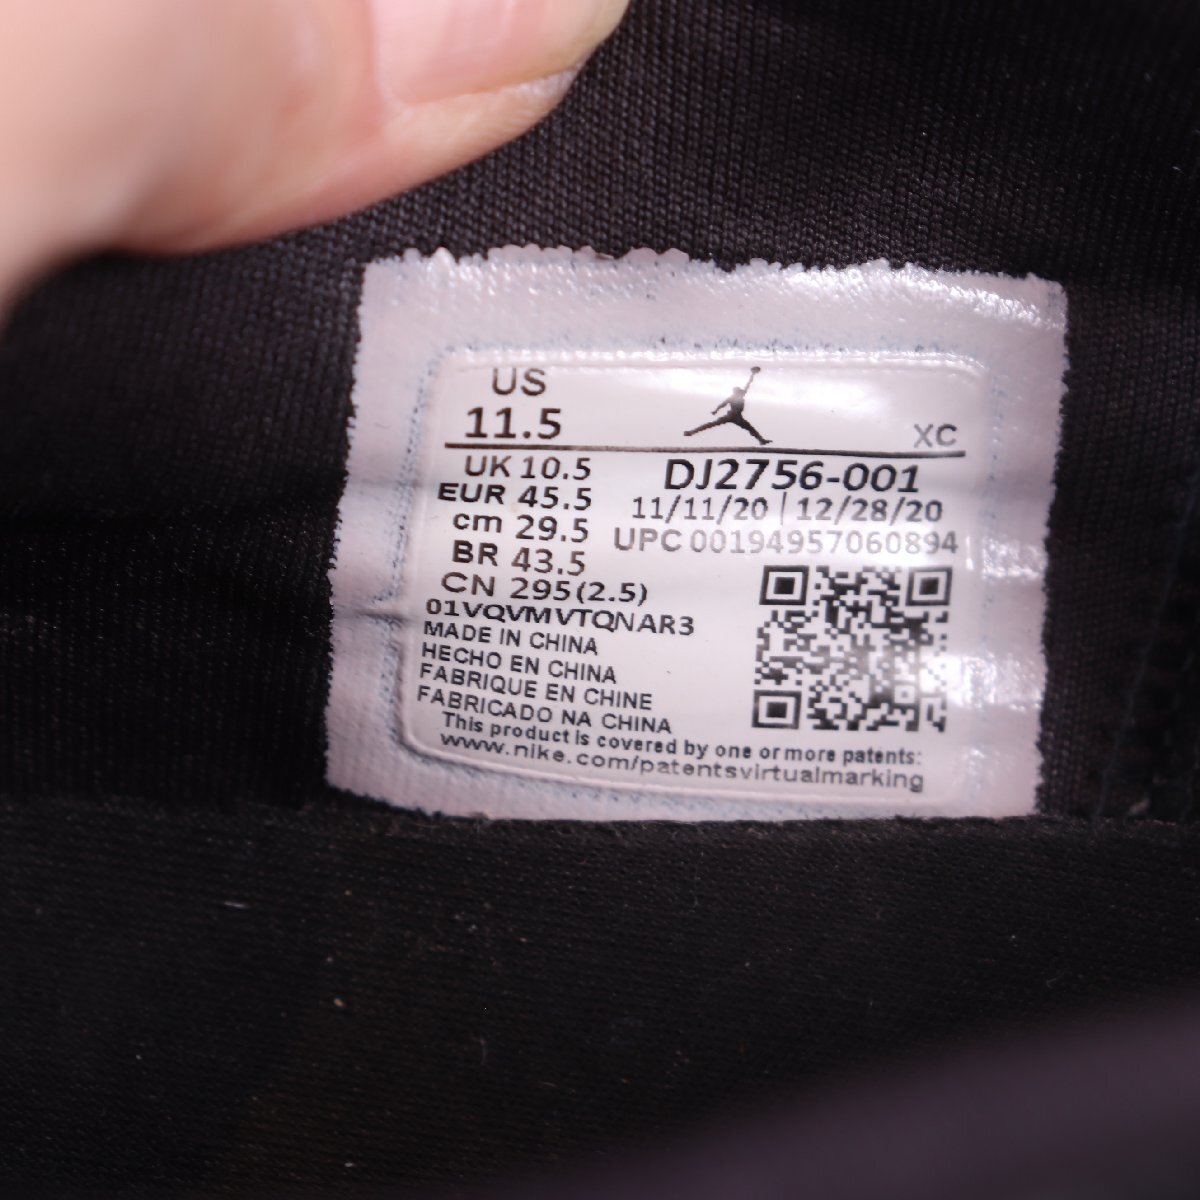 US
11.5
XC
UK 10.5
EUR 45.5
cm 29.5
BR 43.5
CN 295(2.5)
DJ2756-001
11/11/20 | 12/28/20
UPC 00194957060894
01VQVMVTQNAR3
MADE IN CHINA
HECHO EN CHINA
FABRIQUE EN CHINE
FABRICADO NA CHINA
This product is covered by one or more patents:
www.nike.com/patentsvirtualmarking